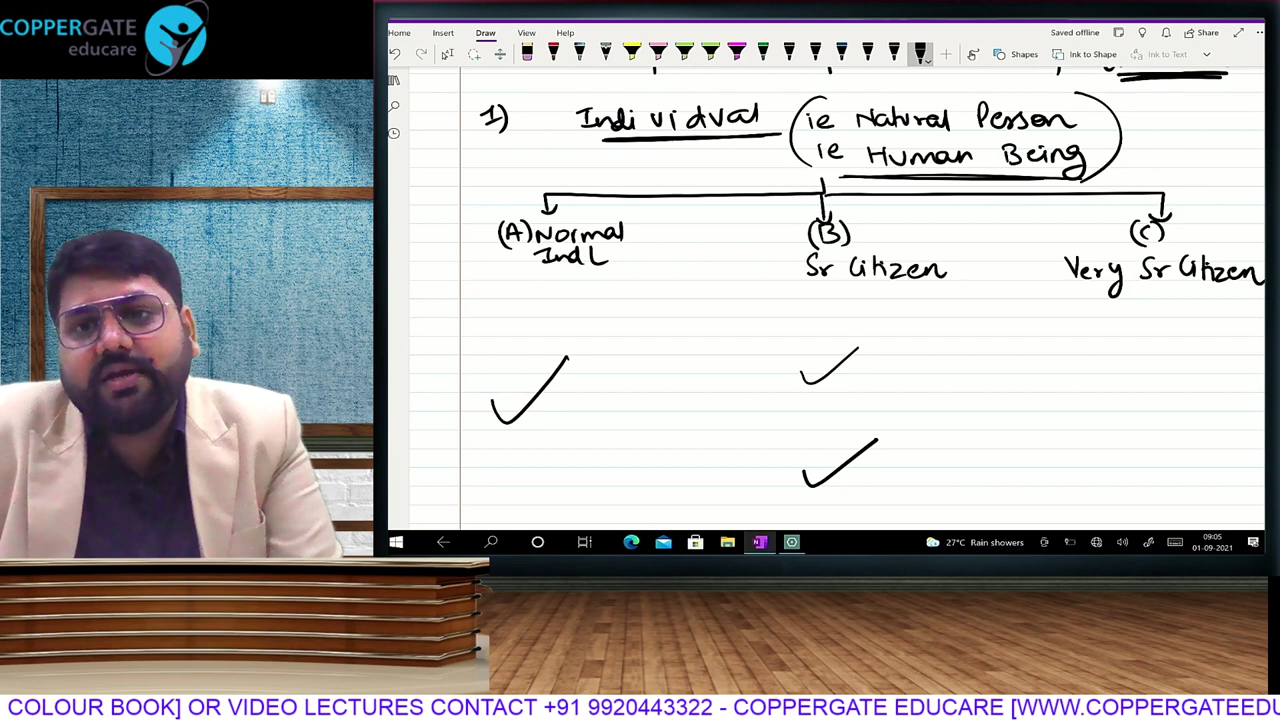 COPPERGATE
educare
Home Insert Draw View Help
Saved offline Share
Shapes Ink to Shape Ink to Text
1) Individual (ie Natural Person
ie Human Being)
(A) Normal
Indl
(B)
Sr Citizen
(C)
Very Sr Citizen
27°C Rain showers
09:05
01-09-2021
COLOUR BOOK] OR VIDEO LECTURES CONTACT +91 9920443322 - COPPERGATE EDUCARE [WWW.COPPERGATEEDU